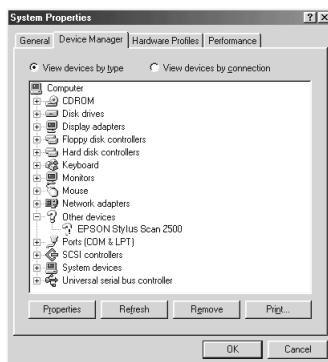 System Properties
General Device Manager Hardware Profiles Performance
View devices by type View devices by connection
Computer
CDROM
Disk drives
Display adapters
Floppy disk controllers
Hard disk controllers
Keyboard
Monitors
Mouse
Network adapters
Other devices
EPSON Stylus Scan 2500
Ports (COM & LPT)
SCSI controllers
System devices
Universal serial bus controller
Properties Refresh Remove Print...
OK Cancel